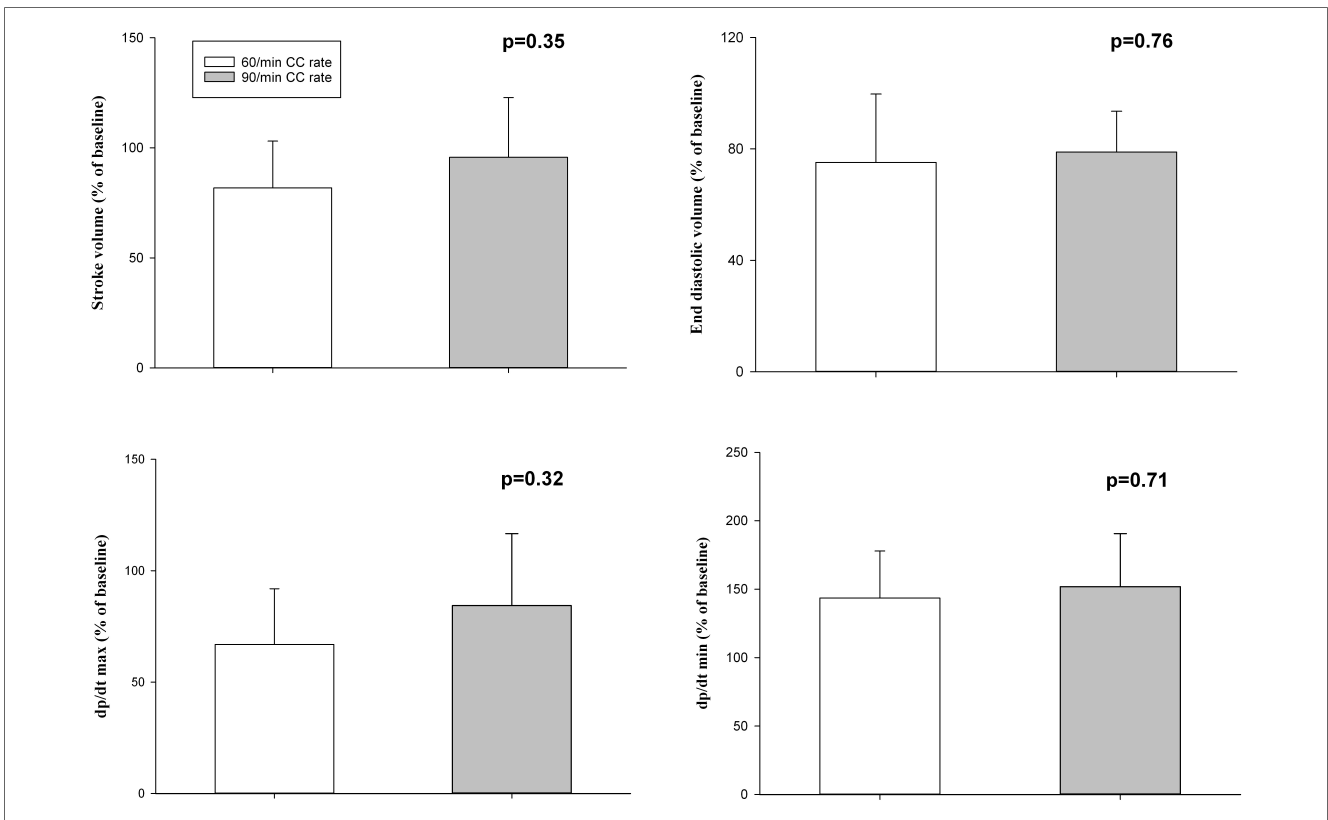 Stroke volume (% of baseline)
150
100
50
0
60/min CC rate
90/min CC rate
p=0.35
End diastolic volume (% of baseline)
120
80
40
0
p=0.76
dp/dt max (% of baseline)
150
100
50
0
p=0.32
dp/dt min (% of baseline)
250
200
150
100
50
0
p=0.71